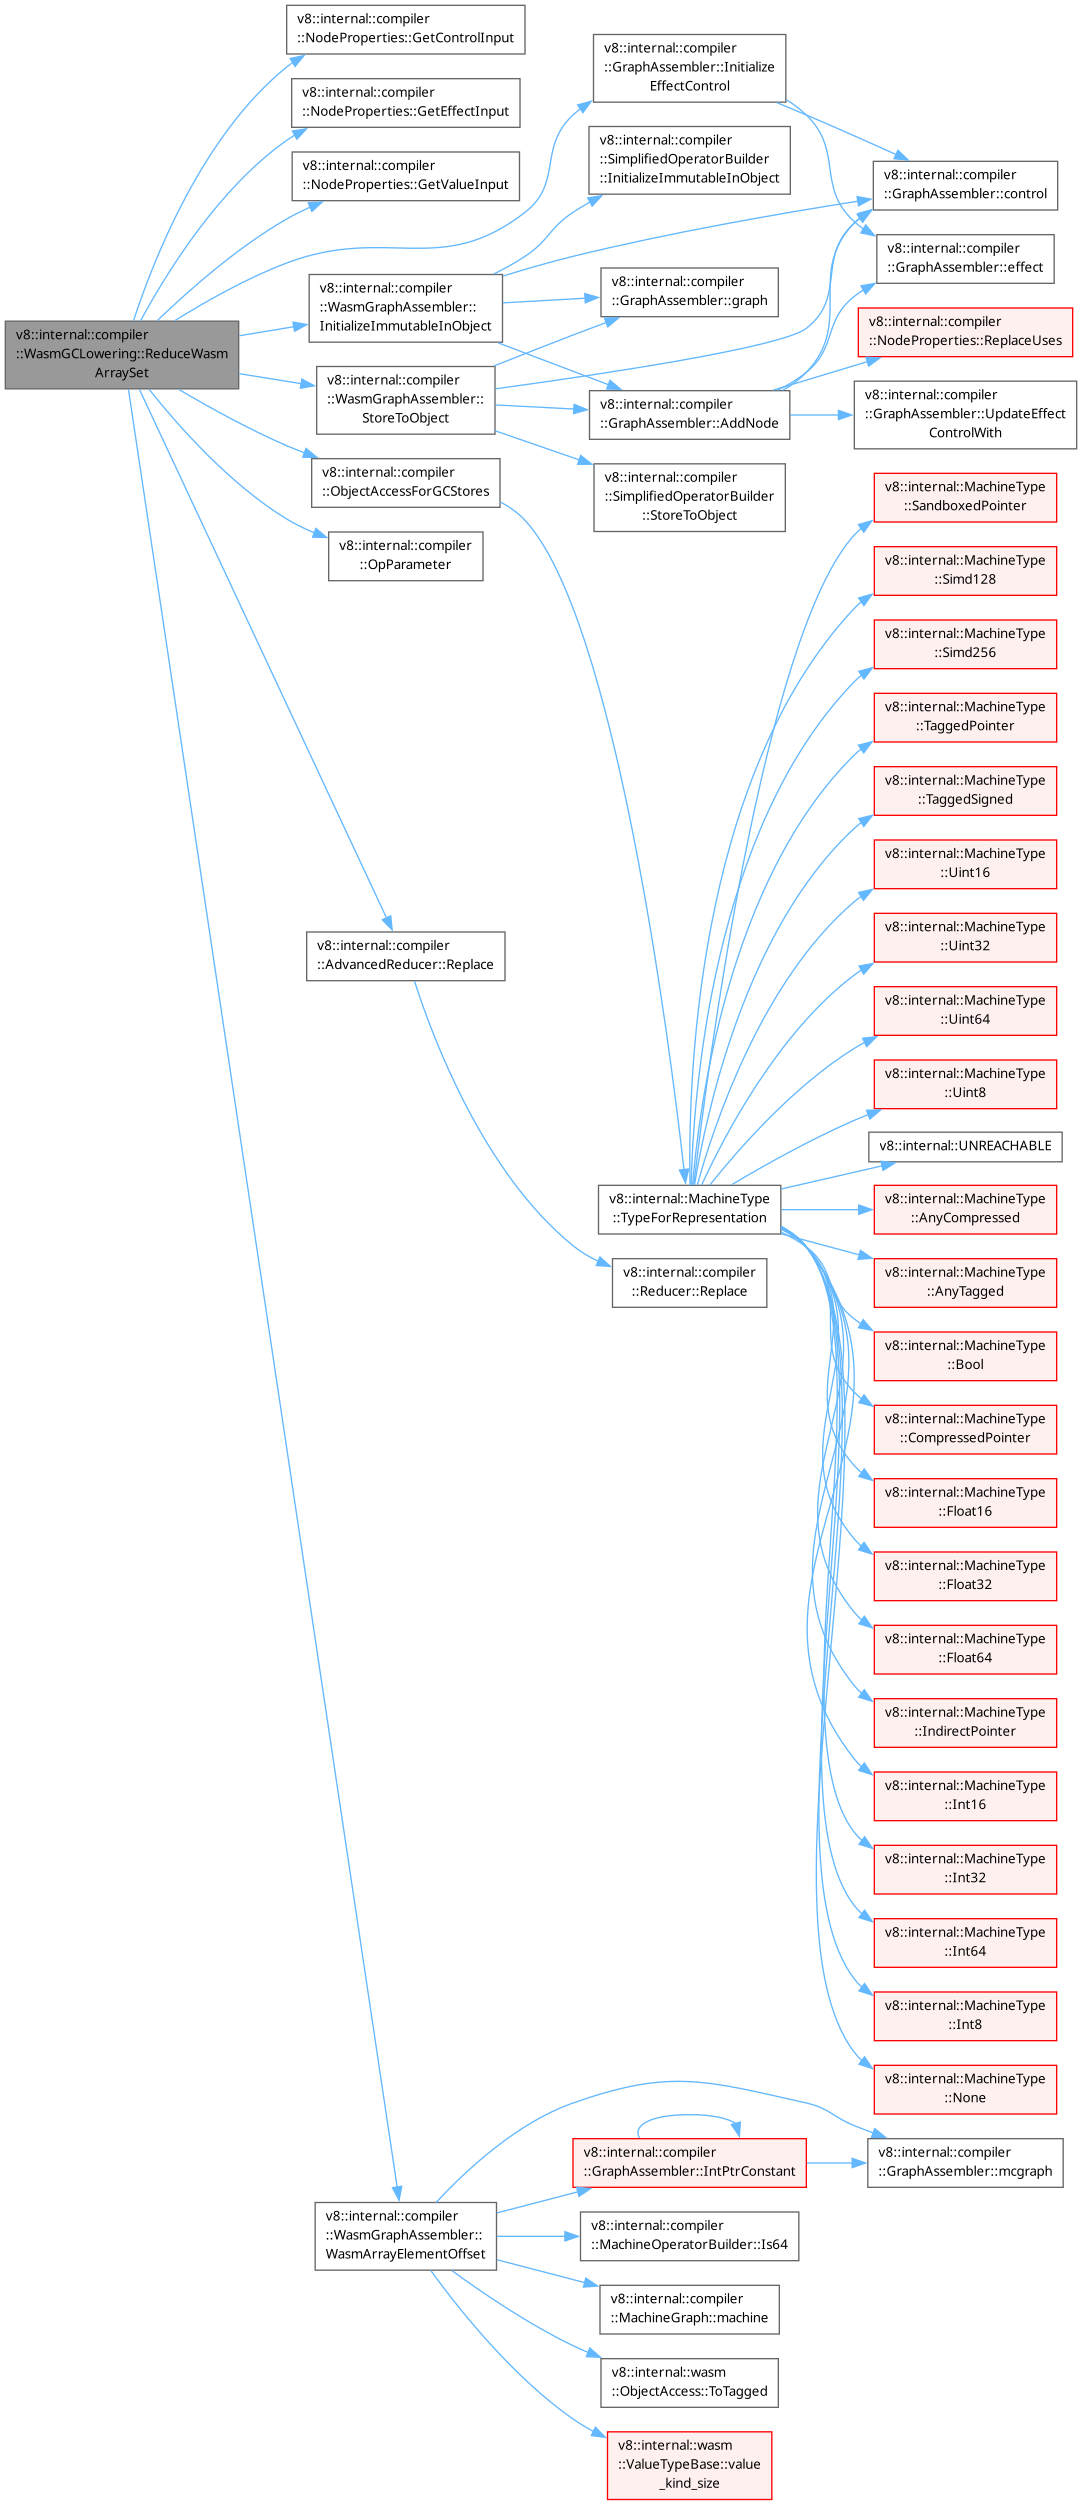 v8::internal::compiler
::NodeProperties::GetControlInput
v8::internal::compiler
::NodeProperties::GetEffectInput
v8::internal::compiler
::NodeProperties::GetValueInput
v8::internal::compiler
::WasmGCLowering::ReduceWasm
ArraySet
v8::internal::compiler
::WasmGraphAssembler::
InitializeImmutableInObject
v8::internal::compiler
::WasmGraphAssembler::
StoreToObject
v8::internal::compiler
::ObjectAccessForGCStores
v8::internal::compiler
::OpParameter
v8::internal::compiler
::AdvancedReducer::Replace
v8::internal::compiler
::WasmGraphAssembler::
WasmArrayElementOffset
v8::internal::compiler
::GraphAssembler::Initialize
EffectControl
v8::internal::compiler
::SimplifiedOperatorBuilder
::InitializeImmutableInObject
v8::internal::compiler
::GraphAssembler::graph
v8::internal::compiler
::GraphAssembler::AddNode
v8::internal::compiler
::SimplifiedOperatorBuilder
::StoreToObject
v8::internal::MachineType
::TypeForRepresentation
v8::internal::compiler
::Reducer::Replace
v8::internal::compiler
::GraphAssembler::IntPtrConstant
v8::internal::compiler
::MachineOperatorBuilder::Is64
v8::internal::compiler
::MachineGraph::machine
v8::internal::wasm
::ObjectAccess::ToTagged
v8::internal::wasm
::ValueTypeBase::value
_kind_size
v8::internal::compiler
::GraphAssembler::control
v8::internal::compiler
::GraphAssembler::effect
v8::internal::compiler
::NodeProperties::ReplaceUses
v8::internal::compiler
::GraphAssembler::UpdateEffect
ControlWith
v8::internal::MachineType
::SandboxedPointer
v8::internal::MachineType
::Simd128
v8::internal::MachineType
::Simd256
v8::internal::MachineType
::TaggedPointer
v8::internal::MachineType
::TaggedSigned
v8::internal::MachineType
::Uint16
v8::internal::MachineType
::Uint32
v8::internal::MachineType
::Uint64
v8::internal::MachineType
::Uint8
v8::internal::UNREACHABLE
v8::internal::MachineType
::AnyCompressed
v8::internal::MachineType
::AnyTagged
v8::internal::MachineType
::Bool
v8::internal::MachineType
::CompressedPointer
v8::internal::MachineType
::Float16
v8::internal::MachineType
::Float32
v8::internal::MachineType
::Float64
v8::internal::MachineType
::IndirectPointer
v8::internal::MachineType
::Int16
v8::internal::MachineType
::Int32
v8::internal::MachineType
::Int64
v8::internal::MachineType
::Int8
v8::internal::MachineType
::None
v8::internal::compiler
::GraphAssembler::mcgraph